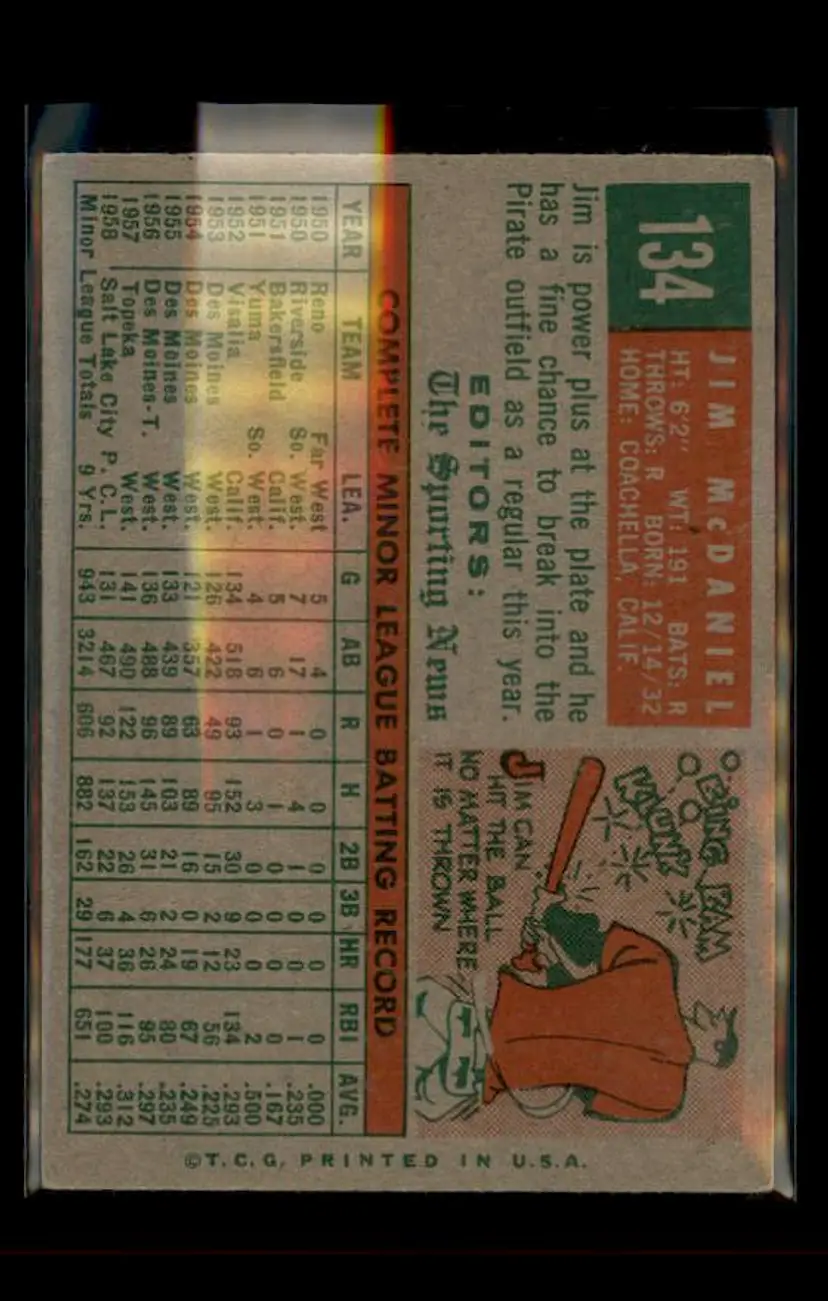 134
JIM McDANIEL
HT: 6'2" WT: 191 BATS: R
THROWS: R BORN: 12/14/32
HOME: COACHELLA, CALIF.
Jim is power plus at the plate and he
has a fine chance to break into the
Pirate outfield as a regular this year.
EDITORS:
The Sporting News
BING BAM
KLUNK
JIM CAN
HIT THE BALL
NO MATTER WHERE
IT IS THROWN
COMPLETE MINOR LEAGUE BATTING RECORD
YEAR TEAM LEA. G AB R H 2B 3B HR RBI AVG.
1950 Reno Far West 5 4 0 0 0 0 0 0 .000
1950 Riverside So. West. 7 17 1 4 1 0 0 1 .235
1951 Bakersfield Calif. 5 6 0 1 0 0 0 0 .167
1951 Yuma So. West. 4 6 1 3 0 0 0 2 .500
1952 Visalia Calif. 134 518 93 152 30 9 23 134 .293
1953 Des Moines West. 126 422 49 95 15 2 12 56 .225
1954 Des Moines West. 121 357 63 89 16 0 19 67 .249
1955 Des Moines West. 133 439 89 103 21 2 24 80 .235
1956 Des Moines-T. West. 136 488 96 145 31 6 26 95 .297
1957 Topeka West. 141 490 122 153 26 4 36 116 .312
1958 Salt Lake City P.C.L. 131 467 92 137 22 6 37 100 .293
Minor League Totals 9 Yrs. 943 3214 606 882 162 29 177 651 .274
©T.C.G. PRINTED IN U.S.A.